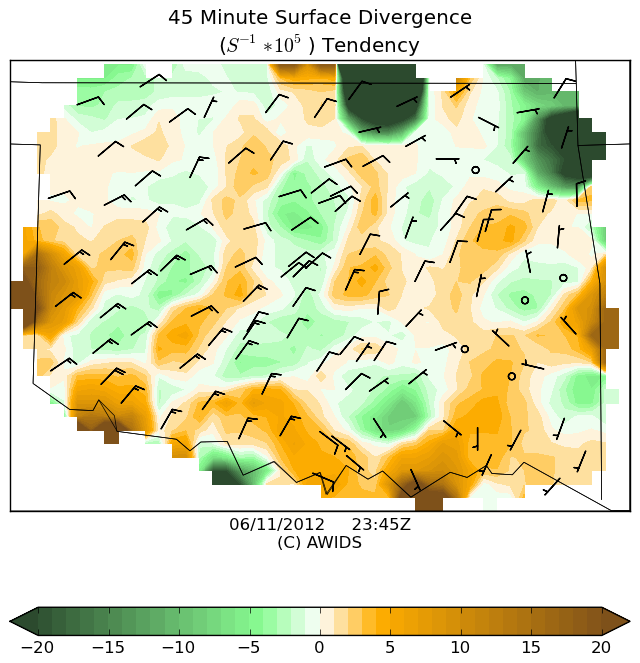 45 Minute Surface Divergence
(S⁻¹ *10⁵ ) Tendency
06/11/2012 23:45Z
(C) AWIDS
−20 −15 −10 −5 0 5 10 15 20